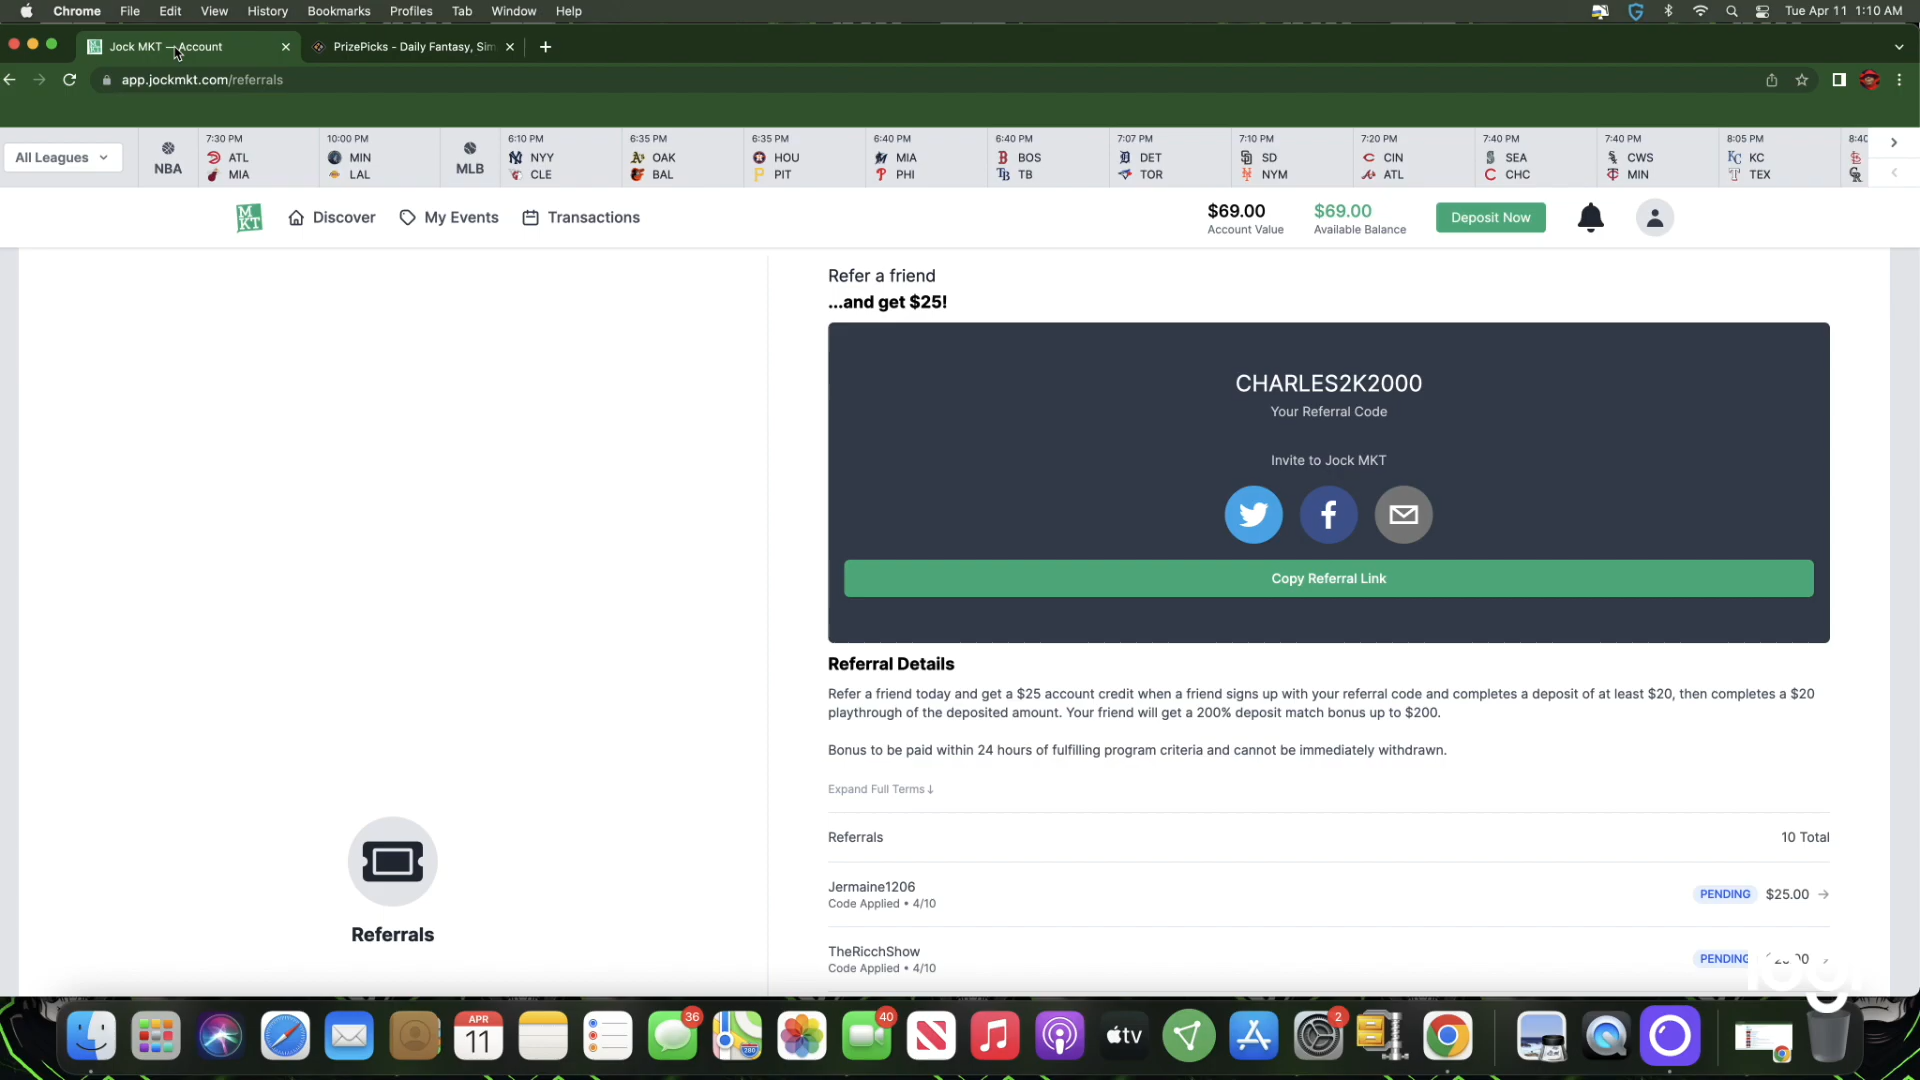 Chrome File Edit View History Bookmarks Profiles Tab Window Help Tue Apr 11 1:10 AM
Jock MKT — Account PrizePicks - Daily Fantasy, Sim
app.jockmkt.com/referrals
All Leagues
NBA
7:30 PM
ATL
MIA
10:00 PM
MIN
LAL
MLB
6:10 PM
NYY
CLE
6:35 PM
OAK
BAL
6:35 PM
HOU
PIT
6:40 PM
MIA
PHI
6:40 PM
BOS
TB
7:07 PM
DET
TOR
7:10 PM
SD
NYM
7:20 PM
CIN
ATL
7:40 PM
SEA
CHC
7:40 PM
CWS
MIN
8:05 PM
KC
TEX
8:40
MKT
Discover My Events Transactions
$69.00
Account Value
$69.00
Available Balance
Deposit Now
Refer a friend
...and get $25!
CHARLES2K2000
Your Referral Code
Invite to Jock MKT
Copy Referral Link
Referral Details
Refer a friend today and get a $25 account credit when a friend signs up with your referral code and completes a deposit of at least $20, then completes a $20
playthrough of the deposited amount. Your friend will get a 200% deposit match bonus up to $200.
Bonus to be paid within 24 hours of fulfilling program criteria and cannot be immediately withdrawn.
Expand Full Terms↓
Referrals 10 Total
Jermaine1206
Code Applied • 4/10
PENDING $25.00 →
TheRicchShow
Code Applied • 4/10
PENDING
Referrals
APR
11
36
40
tv
2